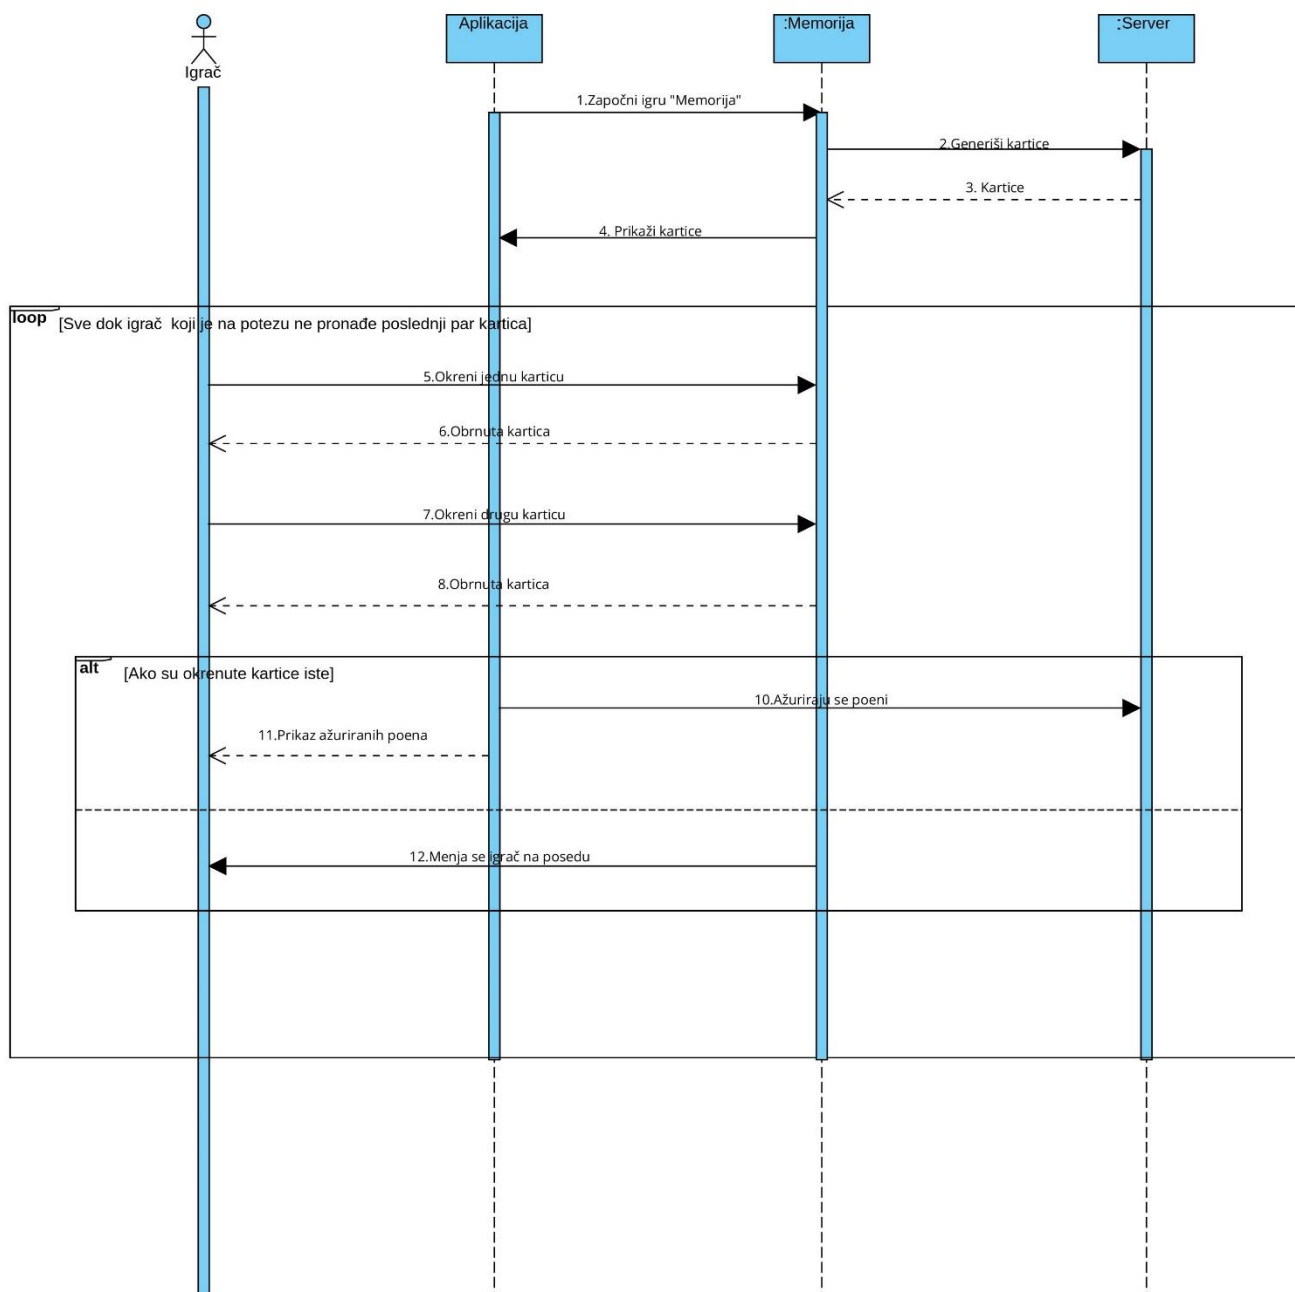 Igrač
Aplikacija
:Memorija
:Server
1.Započni igru "Memorija"
2.Generiši kartice
3. Kartice
4. Prikaži kartice
loop
[Sve dok igrač  koji je na potezu ne pronađe poslednji par kartica]
5.Okreni jednu karticu
6.Obrnuta kartica
7.Okreni drugu karticu
8.Obrnuta kartica
alt
[Ako su okrenute kartice iste]
10.Ažuriraju se poeni
11.Prikaz ažuriranih poena
12.Menja se igrač na posedu